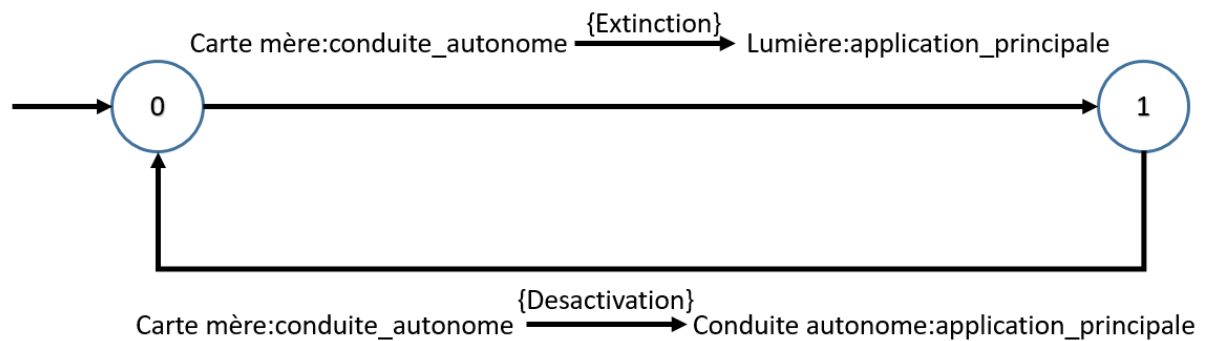 {Extinction}
Carte mère:conduite_autonome Lumière:application_principale
0 1
{Desactivation}
Carte mère:conduite_autonome Conduite autonome:application_principale